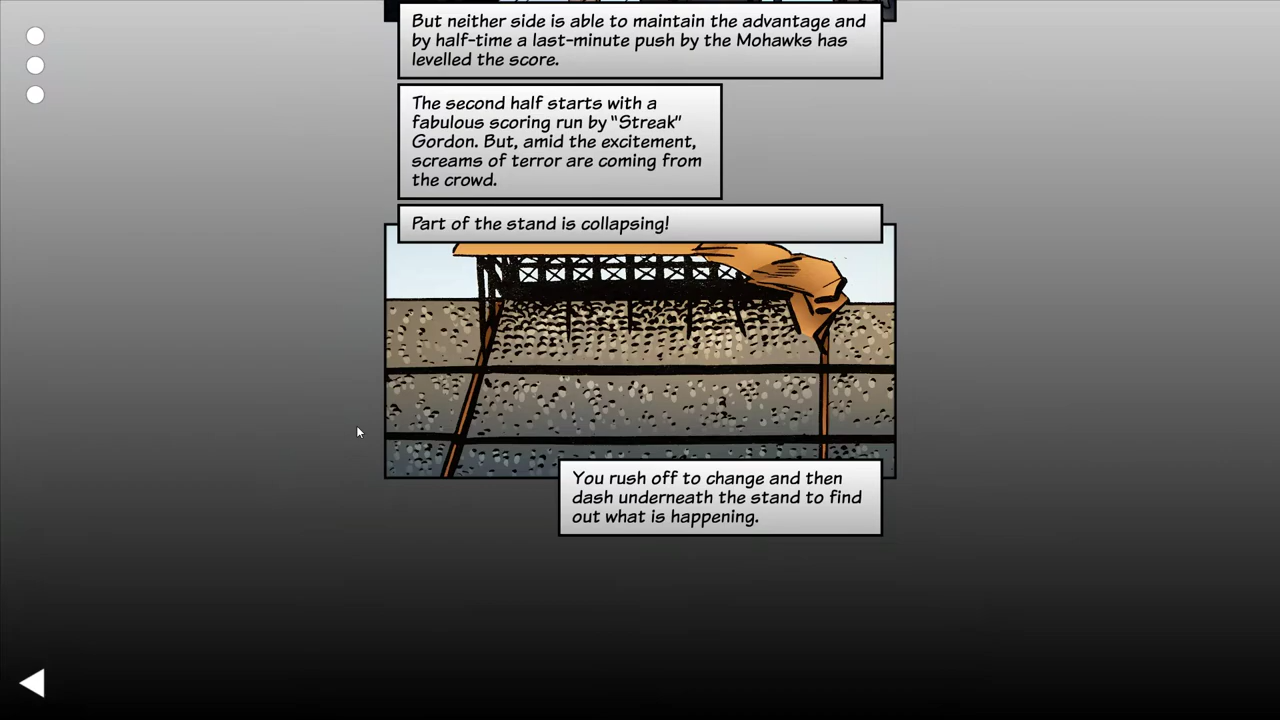 But neither side is able to maintain the advantage and
by half-time a last-minute push by the Mohawks has
levelled the score.
The second half starts with a
fabulous scoring run by "Streak"
Gordon. But, amid the excitement,
screams of terror are coming from
the crowd.
Part of the stand is collapsing!
You rush off to change and then
dash underneath the stand to find
out what is happening.